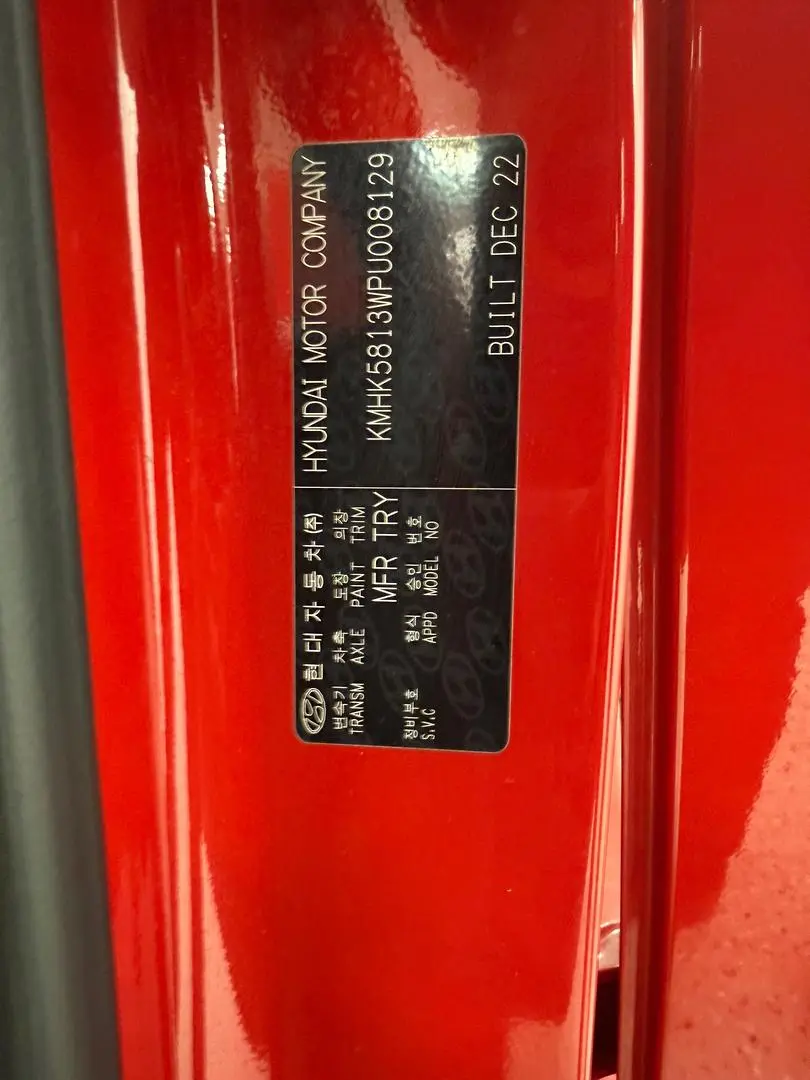 현대자동차(주)
변속기 차축 도장 의장
TRANSM AXLE PAINT TRIM
MFR TRY
정비부호 형식 승인 번호
S.V.C APPD MODEL NO
HYUNDAI MOTOR COMPANY
KMHK5813WPU008129
BUILT DEC 22